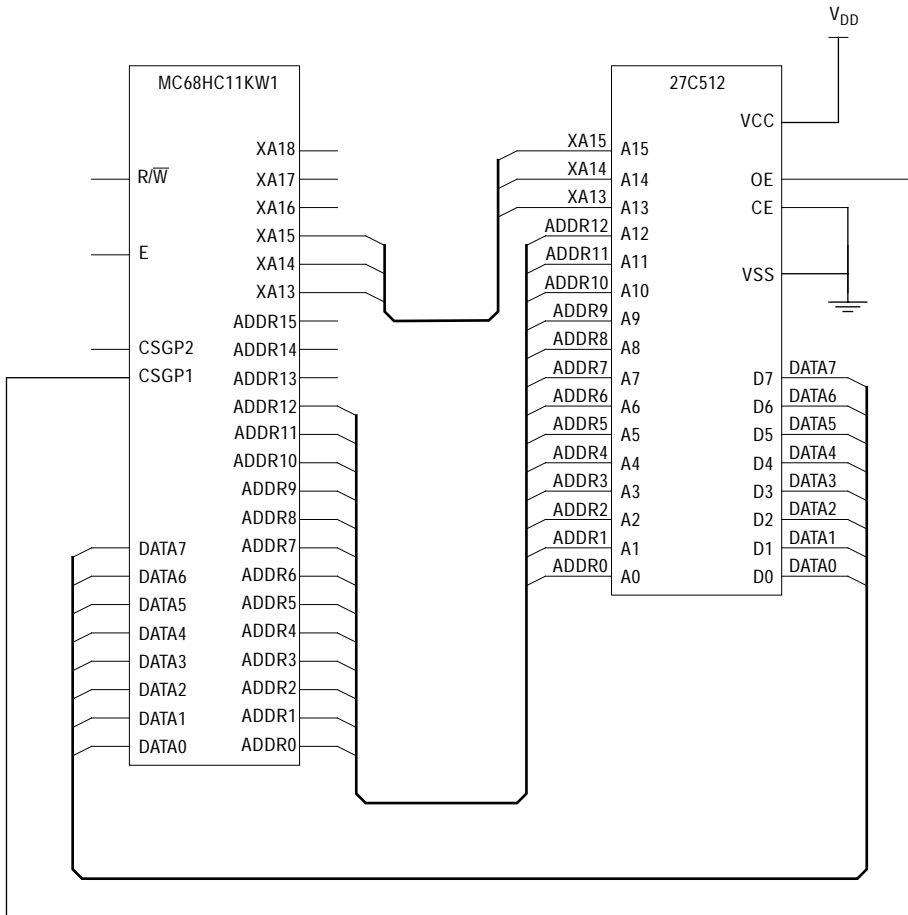 VDD
MC68HC11KW1
27C512
VCC
XA18
XA15
A15
R/W
XA17
XA14
A14
OE
XA16
XA13
A13
CE
XA15
ADDR12
A12
E
XA14
ADDR11
A11
VSS
XA13
ADDR10
A10
ADDR15
ADDR9
A9
CSGP2
ADDR14
ADDR8
A8
CSGP1
ADDR13
ADDR7
A7
D7
DATA7
ADDR12
ADDR6
A6
D6
DATA6
ADDR11
ADDR5
A5
D5
DATA5
ADDR10
ADDR4
A4
D4
DATA4
ADDR9
ADDR3
A3
D3
DATA3
ADDR8
ADDR2
A2
D2
DATA2
DATA7
ADDR7
ADDR1
A1
D1
DATA1
DATA6
ADDR6
ADDR0
A0
D0
DATA0
DATA5
ADDR5
DATA4
ADDR4
DATA3
ADDR3
DATA2
ADDR2
DATA1
ADDR1
DATA0
ADDR0